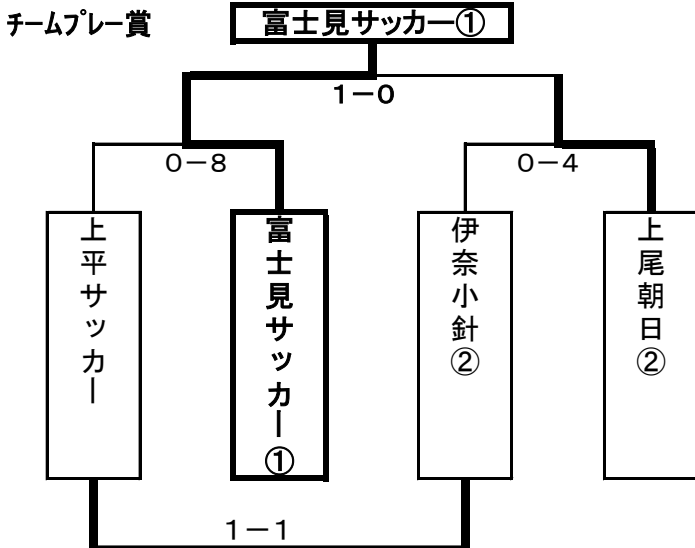 チームプレー賞
富士見サッカー①
1－0
0－8
0－4
上平サッカー
富士見サッカー①
伊奈小針②
上尾朝日②
1－1